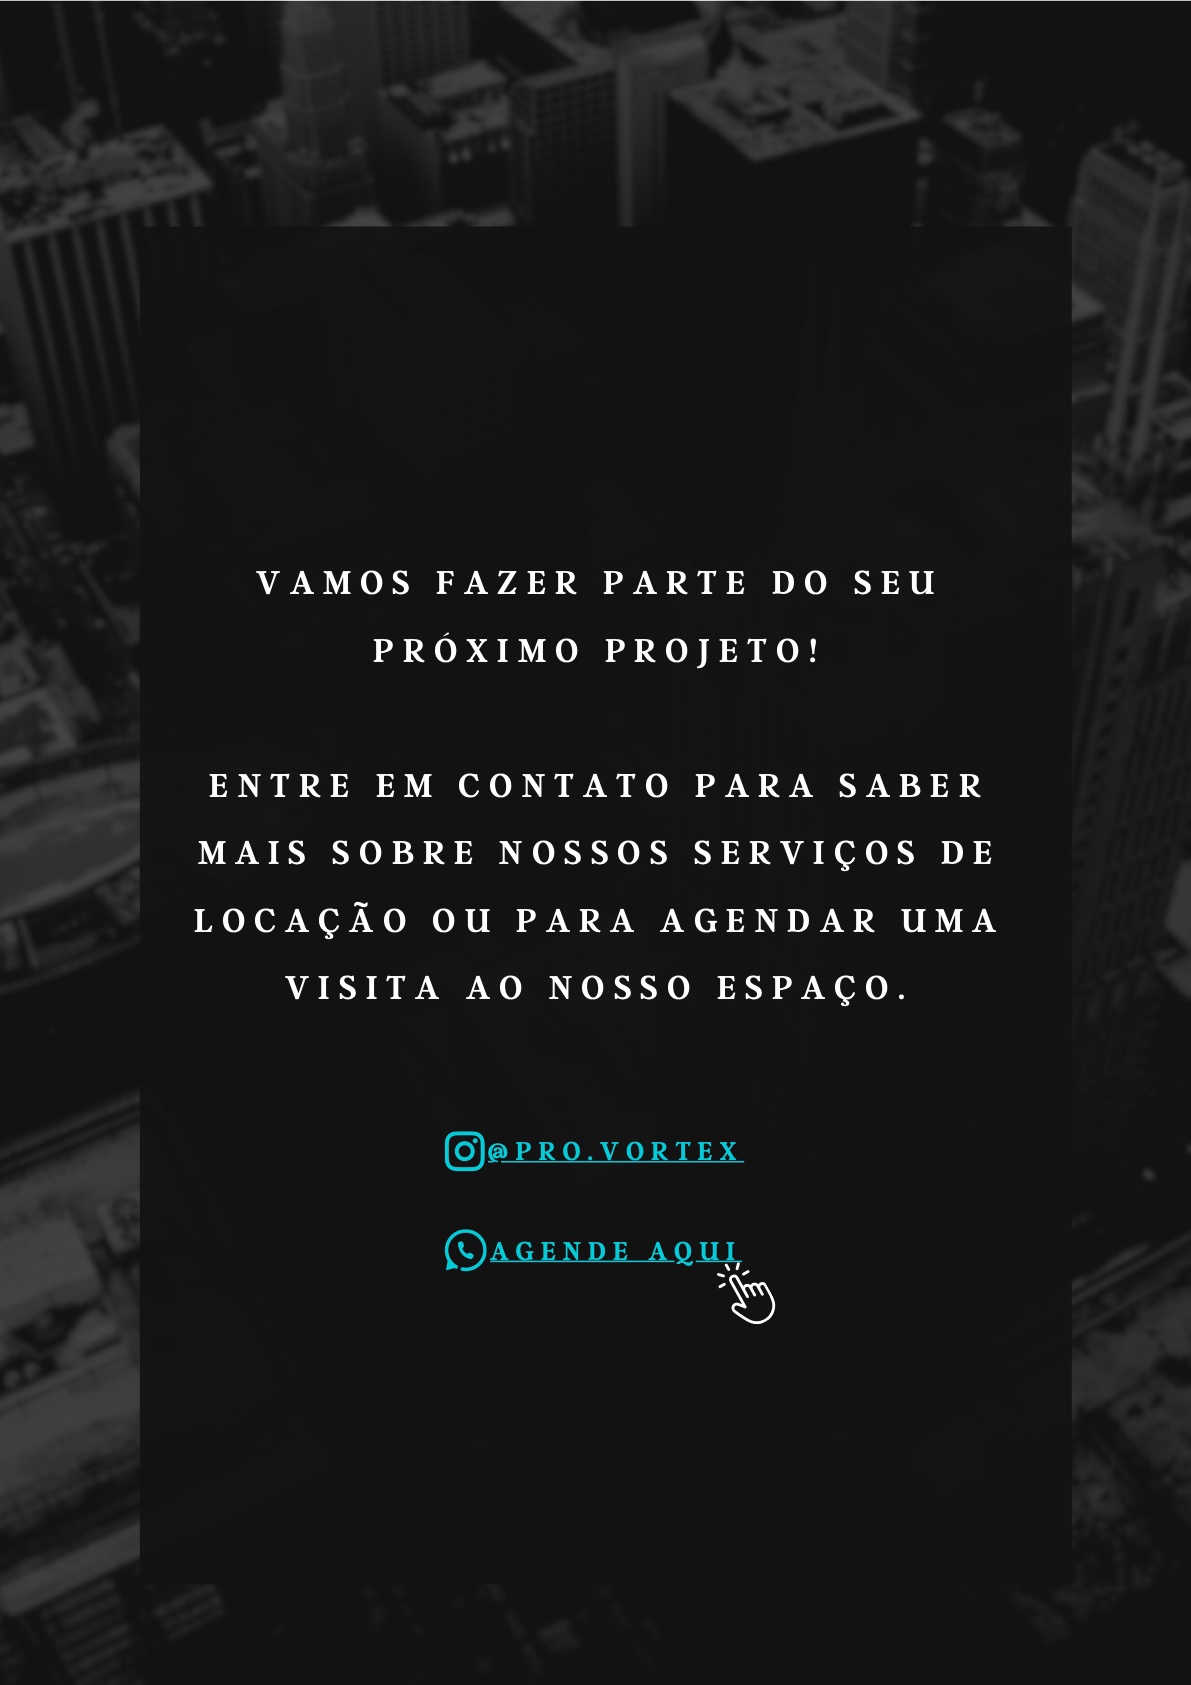 VAMOS FAZER PARTE DO SEU
PRÓXIMO PROJETO!
ENTRE EM CONTATO PARA SABER
MAIS SOBRE NOSSOS SERVIÇOS DE
LOCAÇÃO OU PARA AGENDAR UMA
VISITA AO NOSSO ESPAÇO.
@PRO.VORTEX
AGENDE AQUI